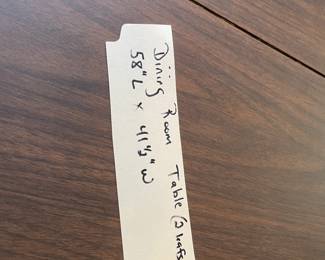 Dining Room Table (2 leafs
58"L x 41½"W